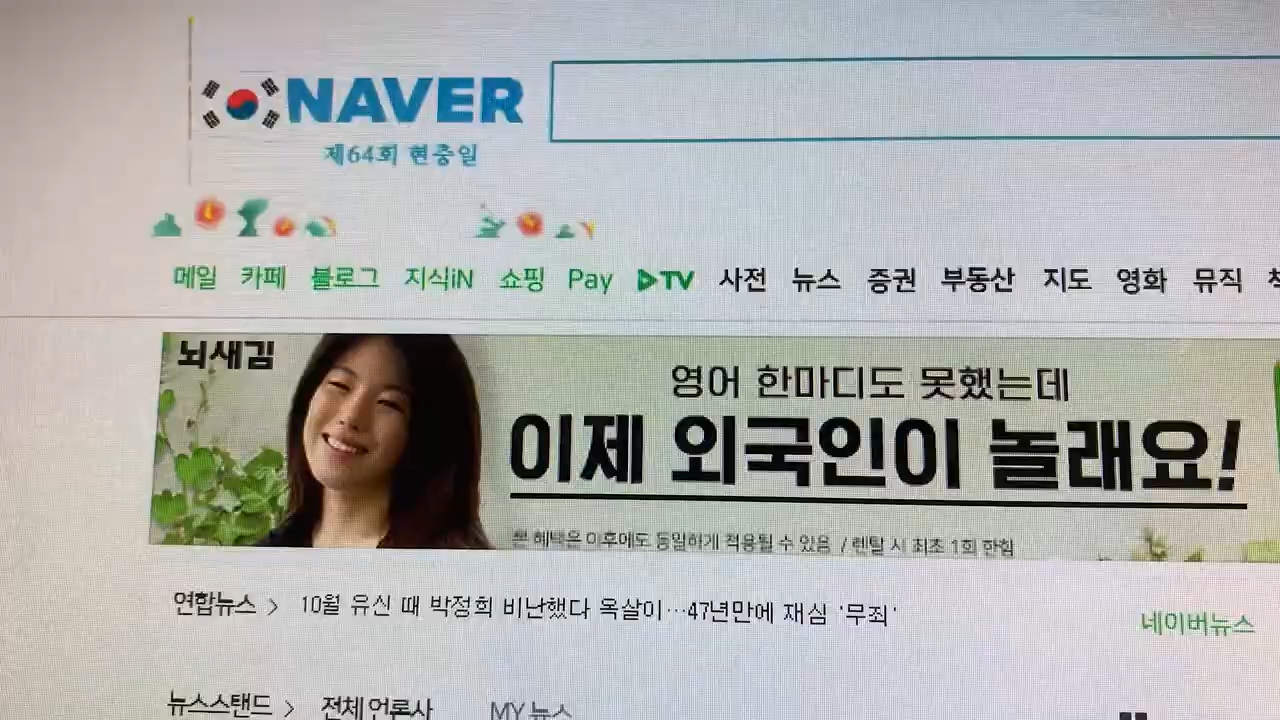 NAVER
제64회 현충일
메일 카페 블로그 지식iN 쇼핑 Pay TV 사전 뉴스 증권 부동산 지도 영화 뮤직
뇌새김
영어 한마디도 못했는데
이제 외국인이 놀래요!
본 혜택은 이후에도 동일하게 적용될 수 있음 / 렌탈 시 최초 1회 한함
연합뉴스 > 10월 유신 때 박정희 비난했다 옥살이…47년만에 재심 '무죄'
네이버뉴스
뉴스스탠드 > 전체언론사 MY뉴스